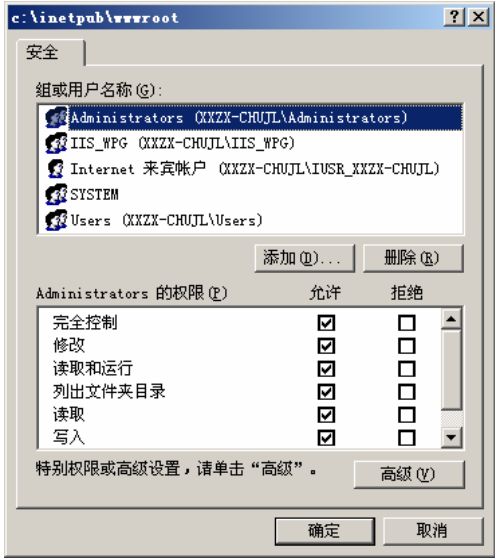 c:\inetpub\wwwroot
安全
组或用户名称(G):
Administrators (XXZX-CHUJL\Administrators)
IIS_WPG (XXZX-CHUJL\IIS_WPG)
Internet 来宾帐户 (XXZX-CHUJL\IUSR_XXZX-CHUJL)
SYSTEM
Users (XXZX-CHUJL\Users)
添加(D)... 删除(R)
Administrators 的权限(P) 允许 拒绝
完全控制
修改
读取和运行
列出文件夹目录
读取
写入
特别权限或高级设置,请单击“高级”。 高级(V)
确定 取消